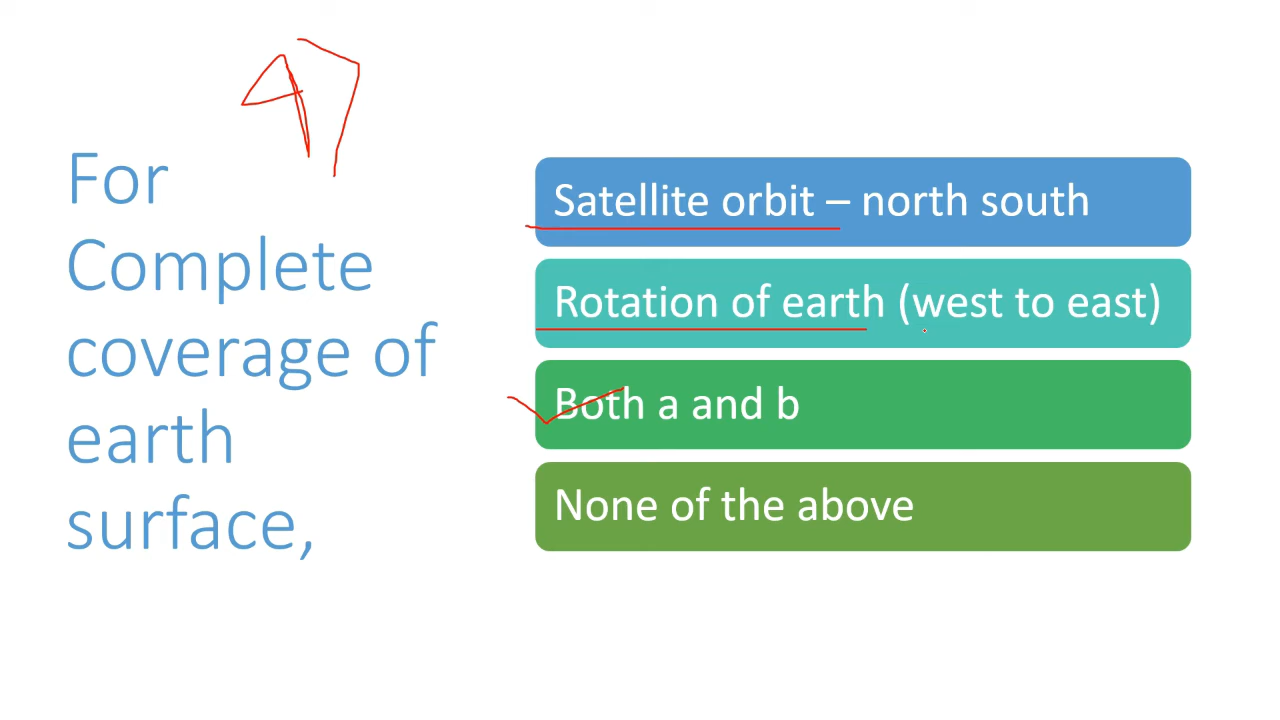 47
For
Complete
coverage of
earth
surface,
Satellite orbit – north south
Rotation of earth (west to east)
Both a and b
None of the above